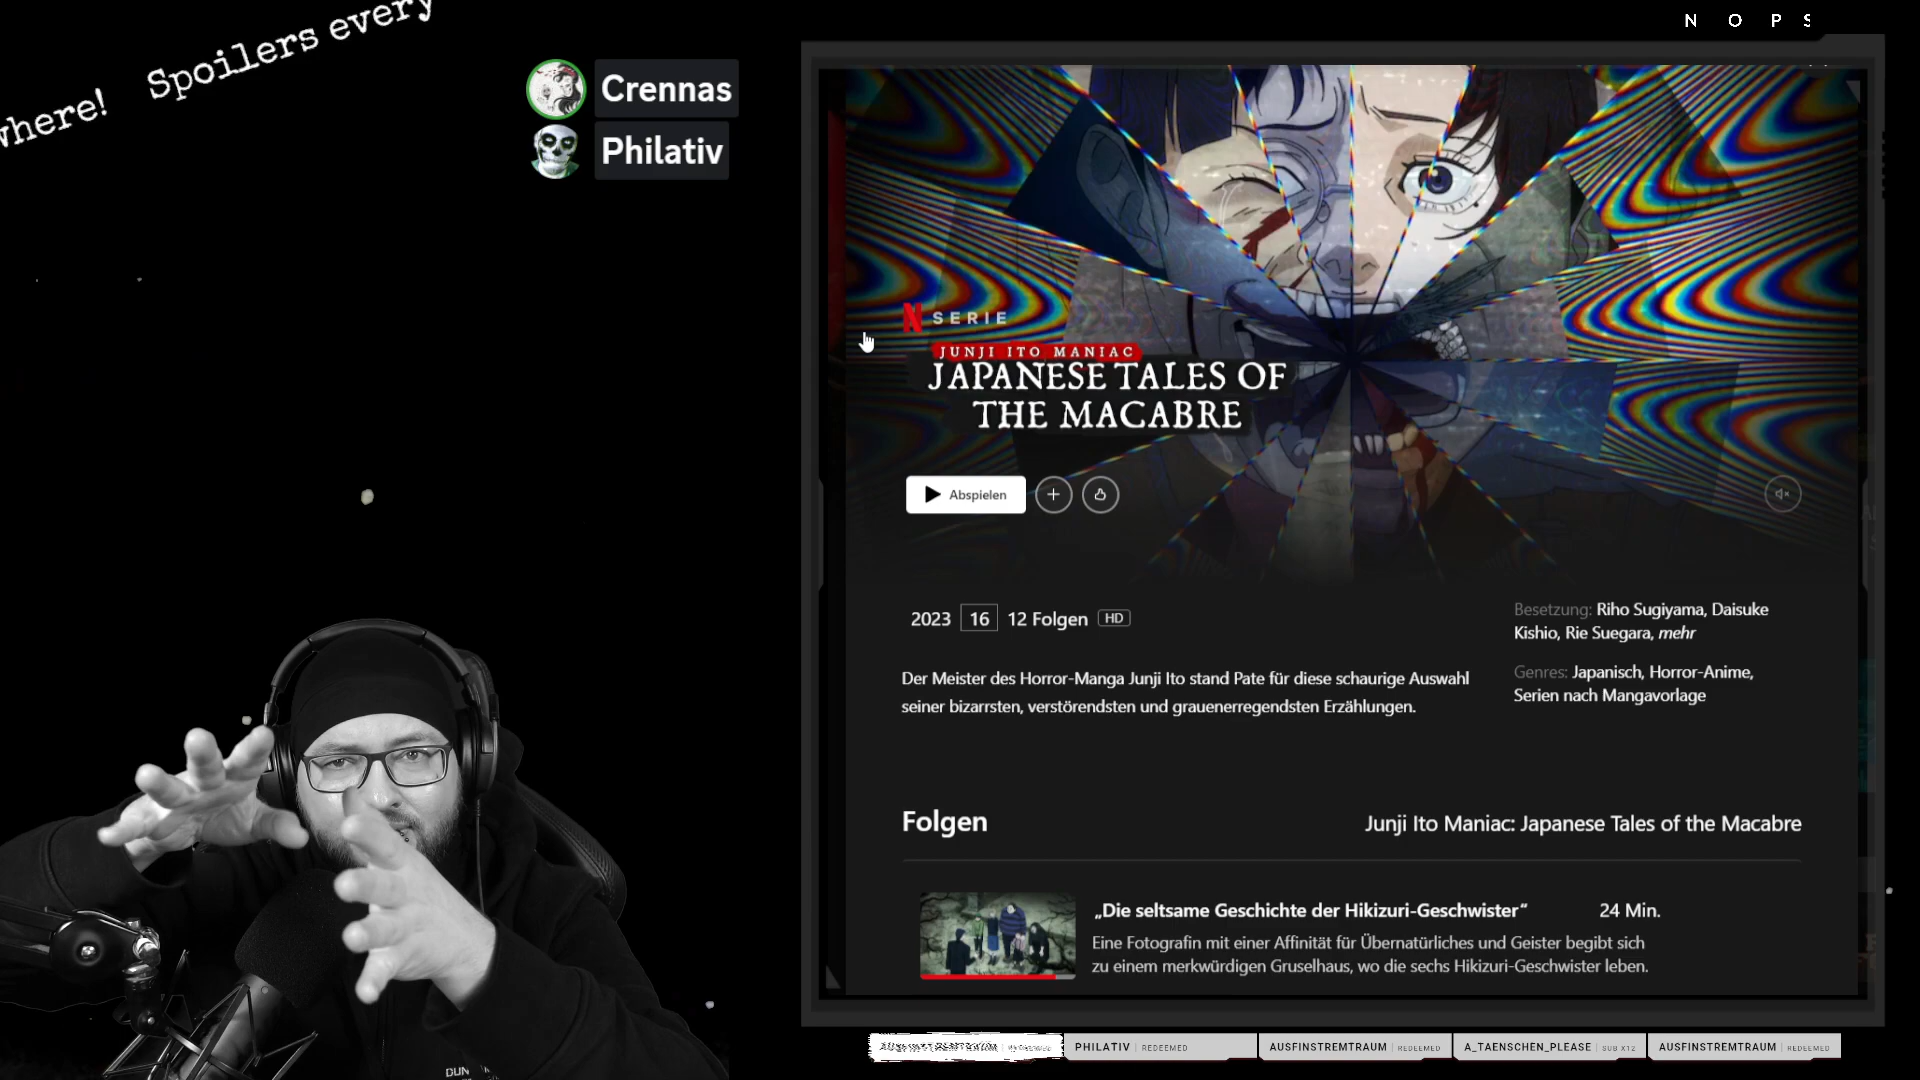 where! Spoilers every
N O P S
Crennas
Philativ
N SERIE
JUNJI ITO MANIAC
JAPANESE TALES OF
THE MACABRE
Abspielen
2023 16 12 Folgen HD
Der Meister des Horror-Manga Junji Ito stand Pate für diese schaurige Auswahl
seiner bizarrsten, verstörendsten und grauenerregendsten Erzählungen.
Besetzung: Riho Sugiyama, Daisuke
Kishio, Rie Suegara, mehr
Genres: Japanisch, Horror-Anime,
Serien nach Mangavorlage
Folgen
Junji Ito Maniac: Japanese Tales of the Macabre
„Die seltsame Geschichte der Hikizuri-Geschwister“ 24 Min.
Eine Fotografin mit einer Affinität für Übernatürliches und Geister begibt sich
zu einem merkwürdigen Gruselhaus, wo die sechs Hikizuri-Geschwister leben.
DUN
PHILATIV | REDEEMED
AUSFINSTREMTRAUM | REDEEMED
A_TAENSCHEN_PLEASE | SUB X12
AUSFINSTREMTRAUM | REDEEMED